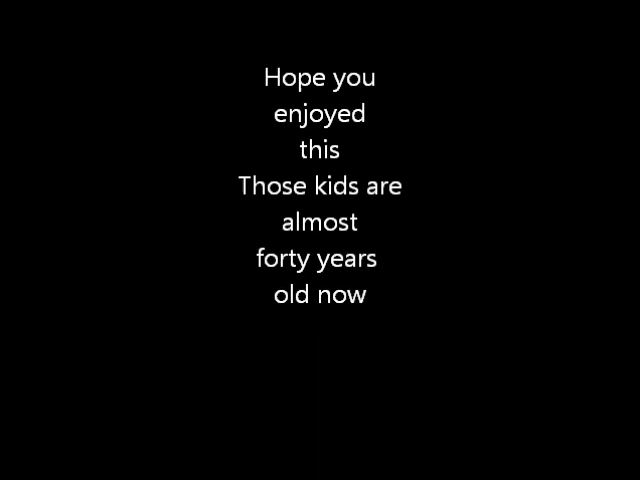 Hope you
enjoyed
this
Those kids are
almost
forty years
old now